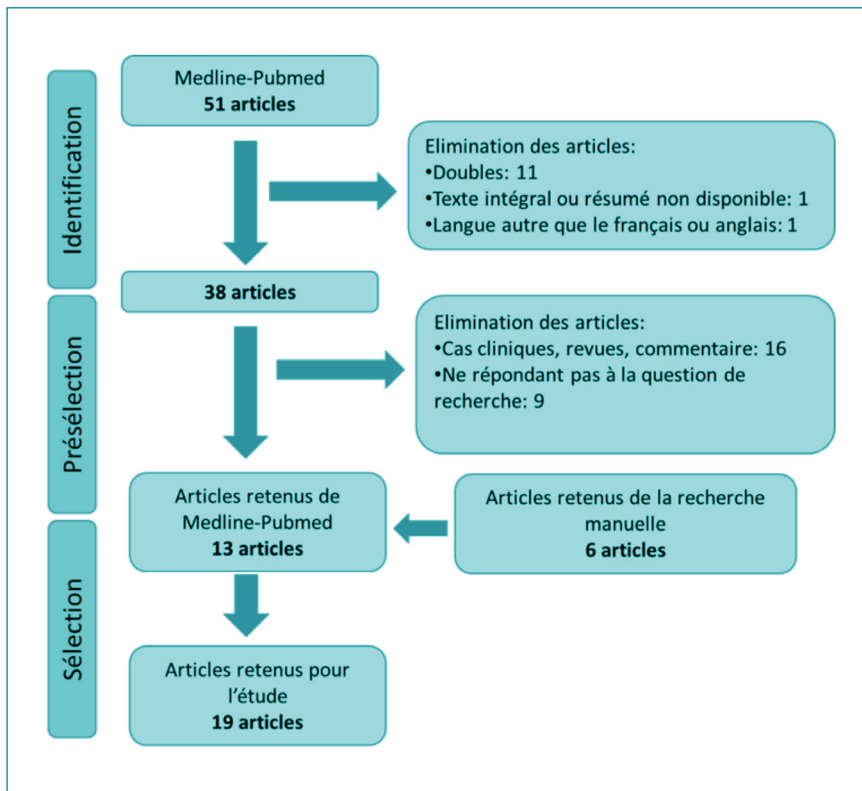 Identification
Medline-Pubmed
51 articles
Elimination des articles:
•Doubles: 11
•Texte intégral ou résumé non disponible: 1
•Langue autre que le français ou anglais: 1
38 articles
Présélection
Elimination des articles:
•Cas cliniques, revues, commentaire: 16
•Ne répondant pas à la question de
recherche: 9
Articles retenus de
Medline-Pubmed
13 articles
Articles retenus de la recherche
manuelle
6 articles
Sélection
Articles retenus pour
l'étude
19 articles